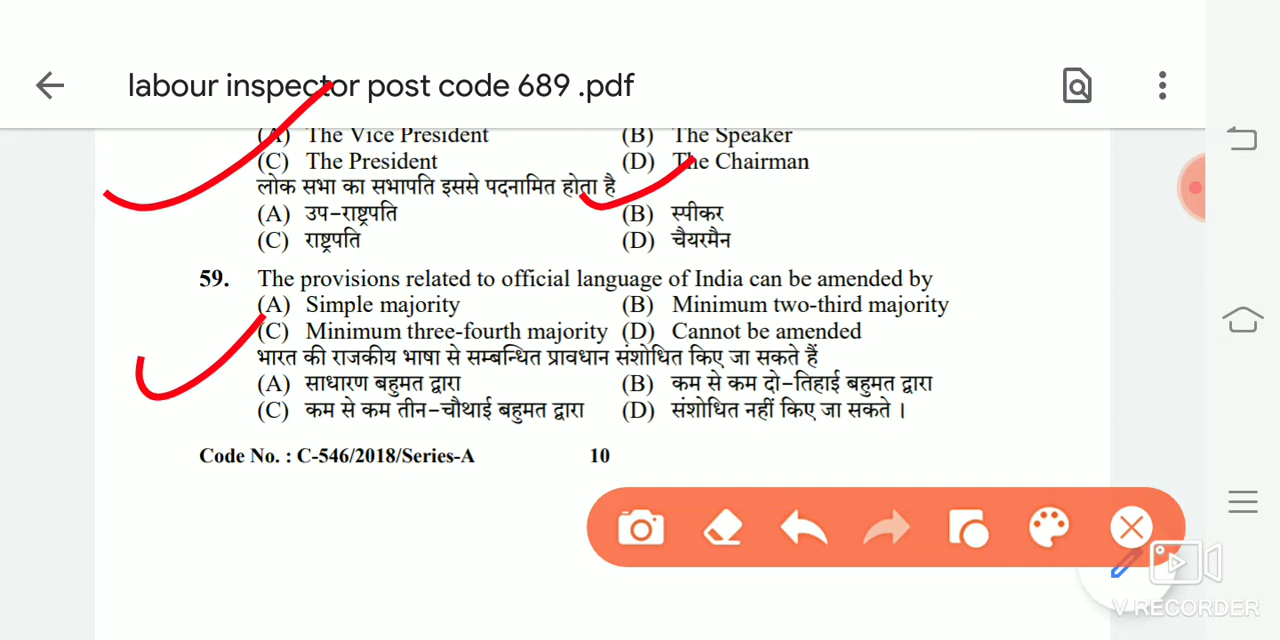 labour inspector post code 689 .pdf
(A) The Vice President (B) The Speaker
(C) The President (D) The Chairman
लोक सभा का सभापति इससे पदनामित होता है
(A) उप-राष्ट्रपति (B) स्पीकर
(C) राष्ट्रपति (D) चैयरमैन
59. The provisions related to official language of India can be amended by
(A) Simple majority (B) Minimum two-third majority
(C) Minimum three-fourth majority (D) Cannot be amended
भारत की राजकीय भाषा से सम्बन्धित प्रावधान संशोधित किए जा सकते हैं
(A) साधारण बहुमत द्वारा (B) कम से कम दो-तिहाई बहुमत द्वारा
(C) कम से कम तीन-चौथाई बहुमत द्वारा (D) संशोधित नहीं किए जा सकते ।
Code No. : C-546/2018/Series-A 10
V RECORDER